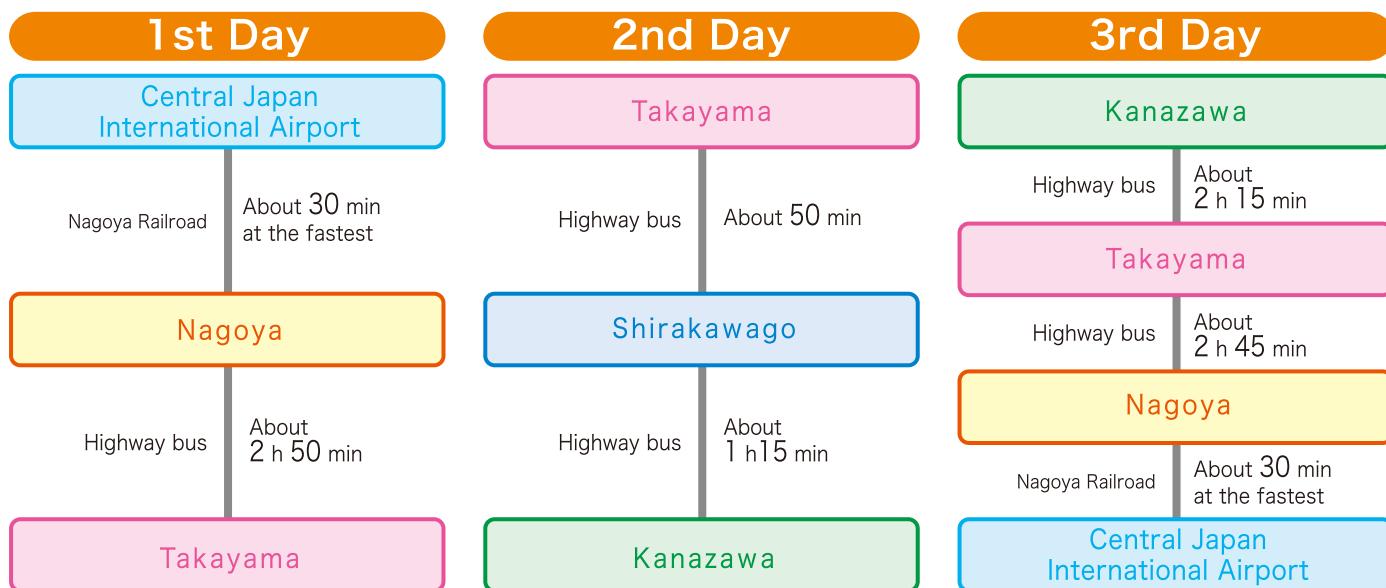 1st Day
Central Japan
International Airport
Nagoya Railroad
About 30 min
at the fastest
Nagoya
Highway bus
About
2 h 50 min
Takayama
2nd Day
Takayama
Highway bus
About 50 min
Shirakawago
Highway bus
About
1 h15 min
Kanazawa
3rd Day
Kanazawa
Highway bus
About
2 h 15 min
Takayama
Highway bus
About
2 h 45 min
Nagoya
Nagoya Railroad
About 30 min
at the fastest
Central Japan
International Airport